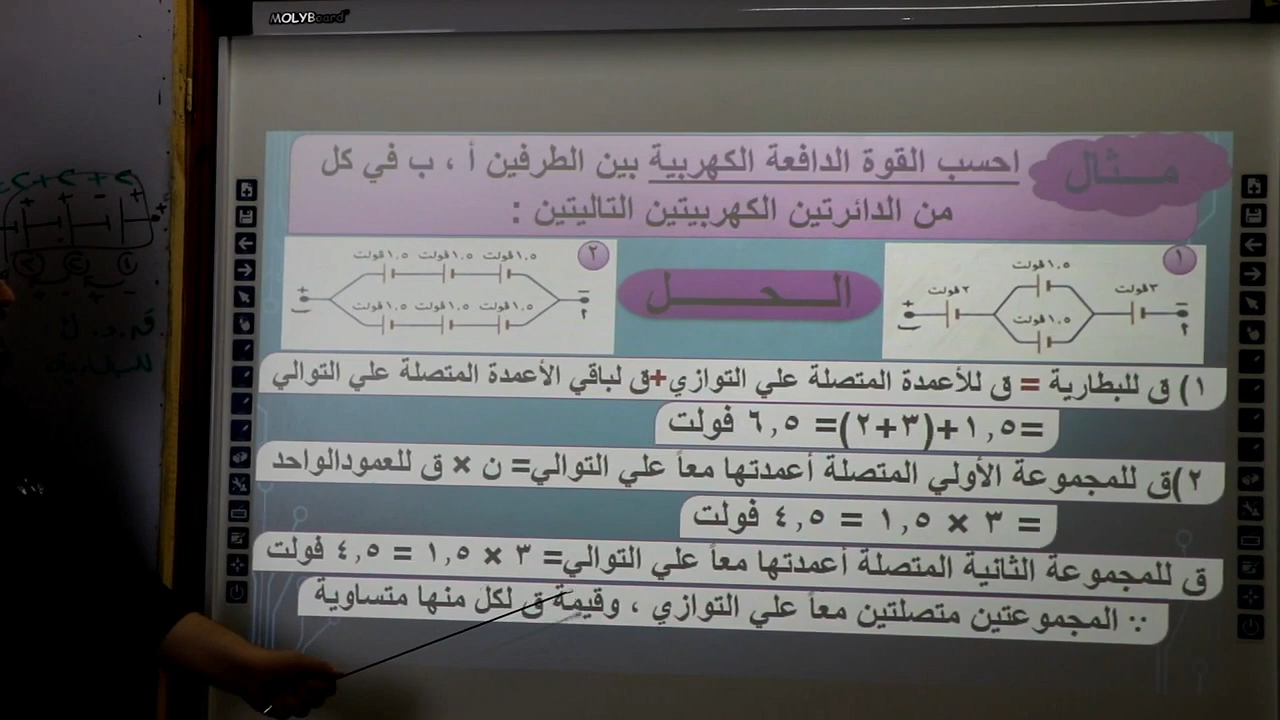 MOLYBoard
مـــثال
احسب القوة الدافعة الكهربية بين الطرفين أ ، ب في كل
من الدائرتين الكهربيتين التاليتين :
١
١.٥ فولت
٣ فولت
٢ فولت
١.٥ فولت
+
−
أ
ب
الـــحـــــل
٢
١.٥ فولت ١.٥ فولت ١.٥ فولت
١.٥ فولت ١.٥ فولت ١.٥ فولت
+
−
أ
ب
١) ق للبطارية = ق للأعمدة المتصلة علي التوازي+ق لباقي الأعمدة المتصلة علي التوالي
=١,٥+(٣+٢)= ٦,٥ فولت
٢)ق للمجموعة الأولي المتصلة أعمدتها معاً علي التوالي= ن × ق للعمودالواحد
= ٣ × ١,٥ = ٤,٥ فولت
ق للمجموعة الثانية المتصلة أعمدتها معاً علي التوالي= ٣ × ١,٥ = ٤,٥ فولت
∵ المجموعتين متصلتين معاً علي التوازي ، وقيمة ق لكل منها متساوية
ق.د.ك
للبطارية